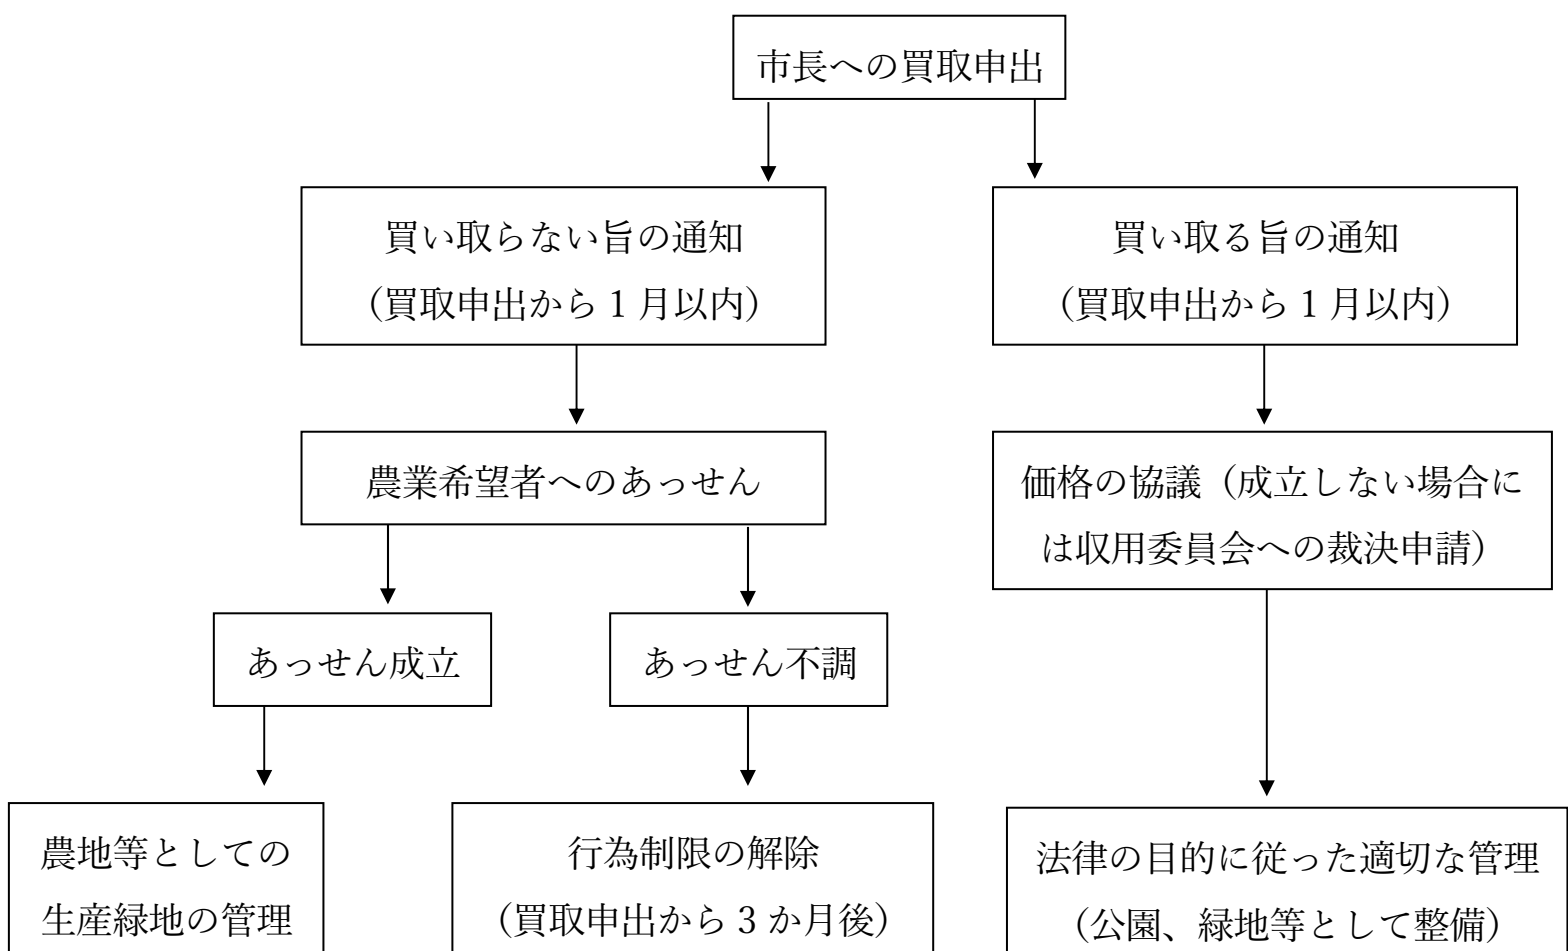 市長への買取申出
買い取らない旨の通知
（買取申出から 1 月以内）
買い取る旨の通知
（買取申出から 1 月以内）
農業希望者へのあっせん
価格の協議（成立しない場合に
は収用委員会への裁決申請）
あっせん成立
あっせん不調
農地等としての
生産緑地の管理
行為制限の解除
（買取申出から 3 か月後）
法律の目的に従った適切な管理
（公園、緑地等として整備）